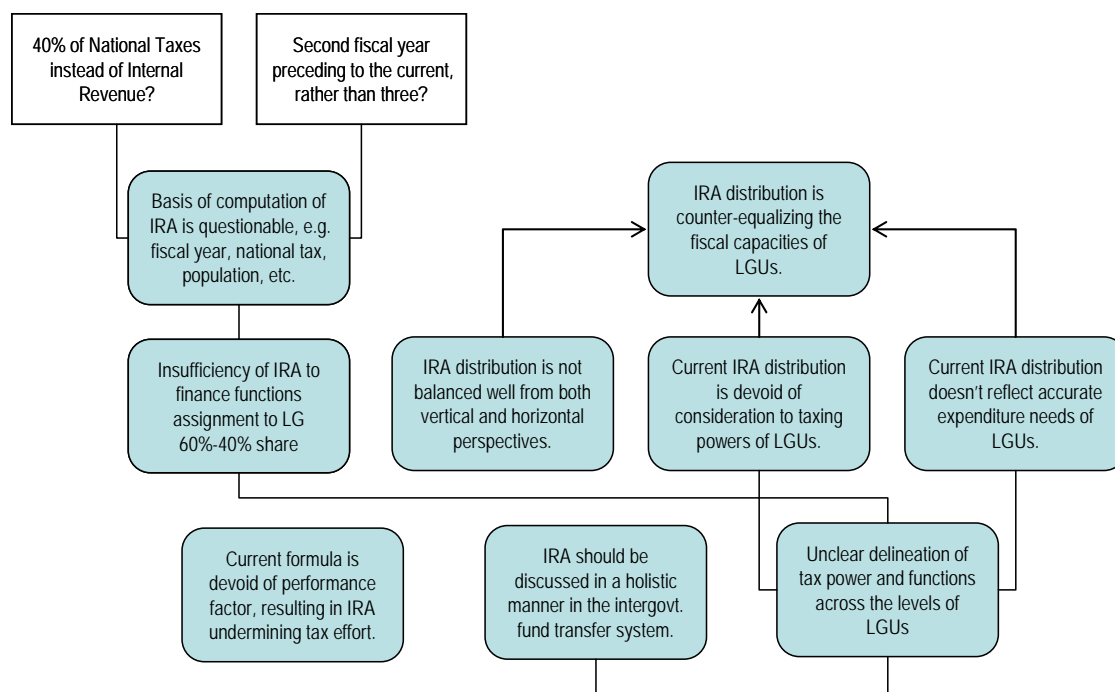 40% of National Taxes
instead of Internal
Revenue?
Second fiscal year
preceding to the current,
rather than three?
Basis of computation of
IRA is questionable, e.g.
fiscal year, national tax,
population, etc.
IRA distribution is
counter-equalizing the
fiscal capacities of
LGUs.
Insufficiency of IRA to
finance functions
assignment to LG
60%-40% share
IRA distribution is not
balanced well from both
vertical and horizontal
perspectives.
Current IRA distribution
is devoid of
consideration to taxing
powers of LGUs.
Current IRA distribution
doesn't reflect accurate
expenditure needs of
LGUs.
Current formula is
devoid of performance
factor, resulting in IRA
undermining tax effort.
IRA should be
discussed in a holistic
manner in the intergovt.
fund transfer system.
Unclear delineation of
tax power and functions
across the levels of
LGUs